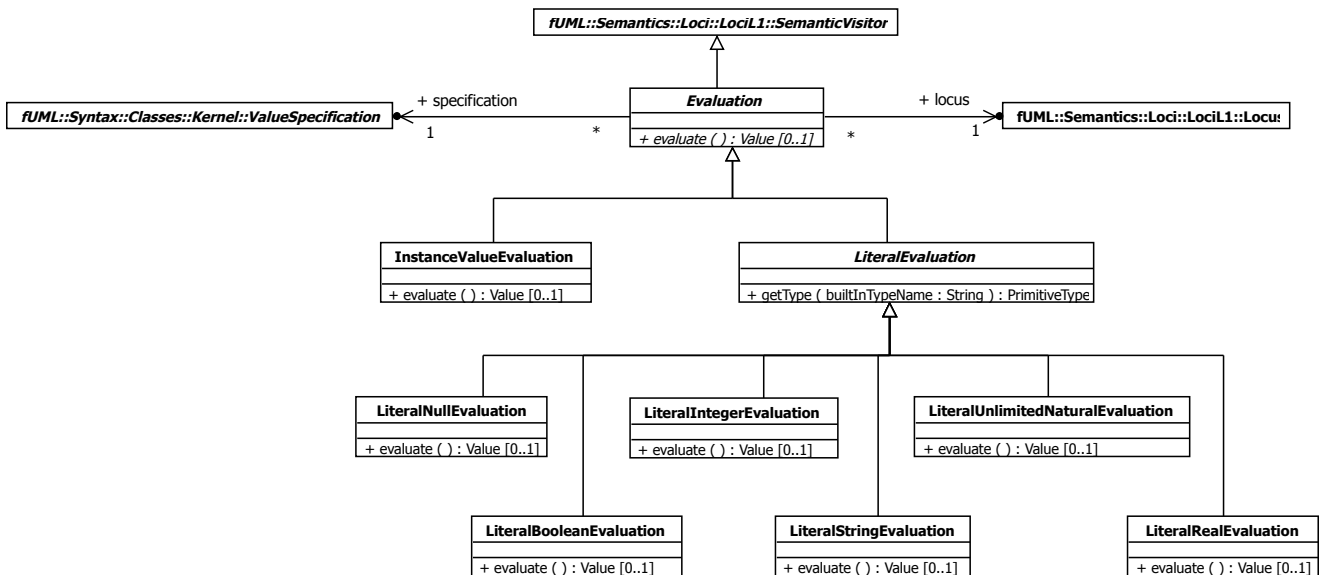 fUML::Semantics::Loci::LociL1::SemanticVisitor
+ specification
Evaluation
+ locus
fUML::Syntax::Classes::Kernel::ValueSpecification
fUML::Semantics::Loci::LociL1::Locus
1
*
+ evaluate ( ) : Value [0..1]
*
1
InstanceValueEvaluation
LiteralEvaluation
+ evaluate ( ) : Value [0..1]
+ getType ( builtInTypeName : String ) : PrimitiveType
LiteralNullEvaluation
LiteralIntegerEvaluation
LiteralUnlimitedNaturalEvaluation
+ evaluate ( ) : Value [0..1]
+ evaluate ( ) : Value [0..1]
+ evaluate ( ) : Value [0..1]
LiteralBooleanEvaluation
LiteralStringEvaluation
LiteralRealEvaluation
+ evaluate ( ) : Value [0..1]
+ evaluate ( ) : Value [0..1]
+ evaluate ( ) : Value [0..1]